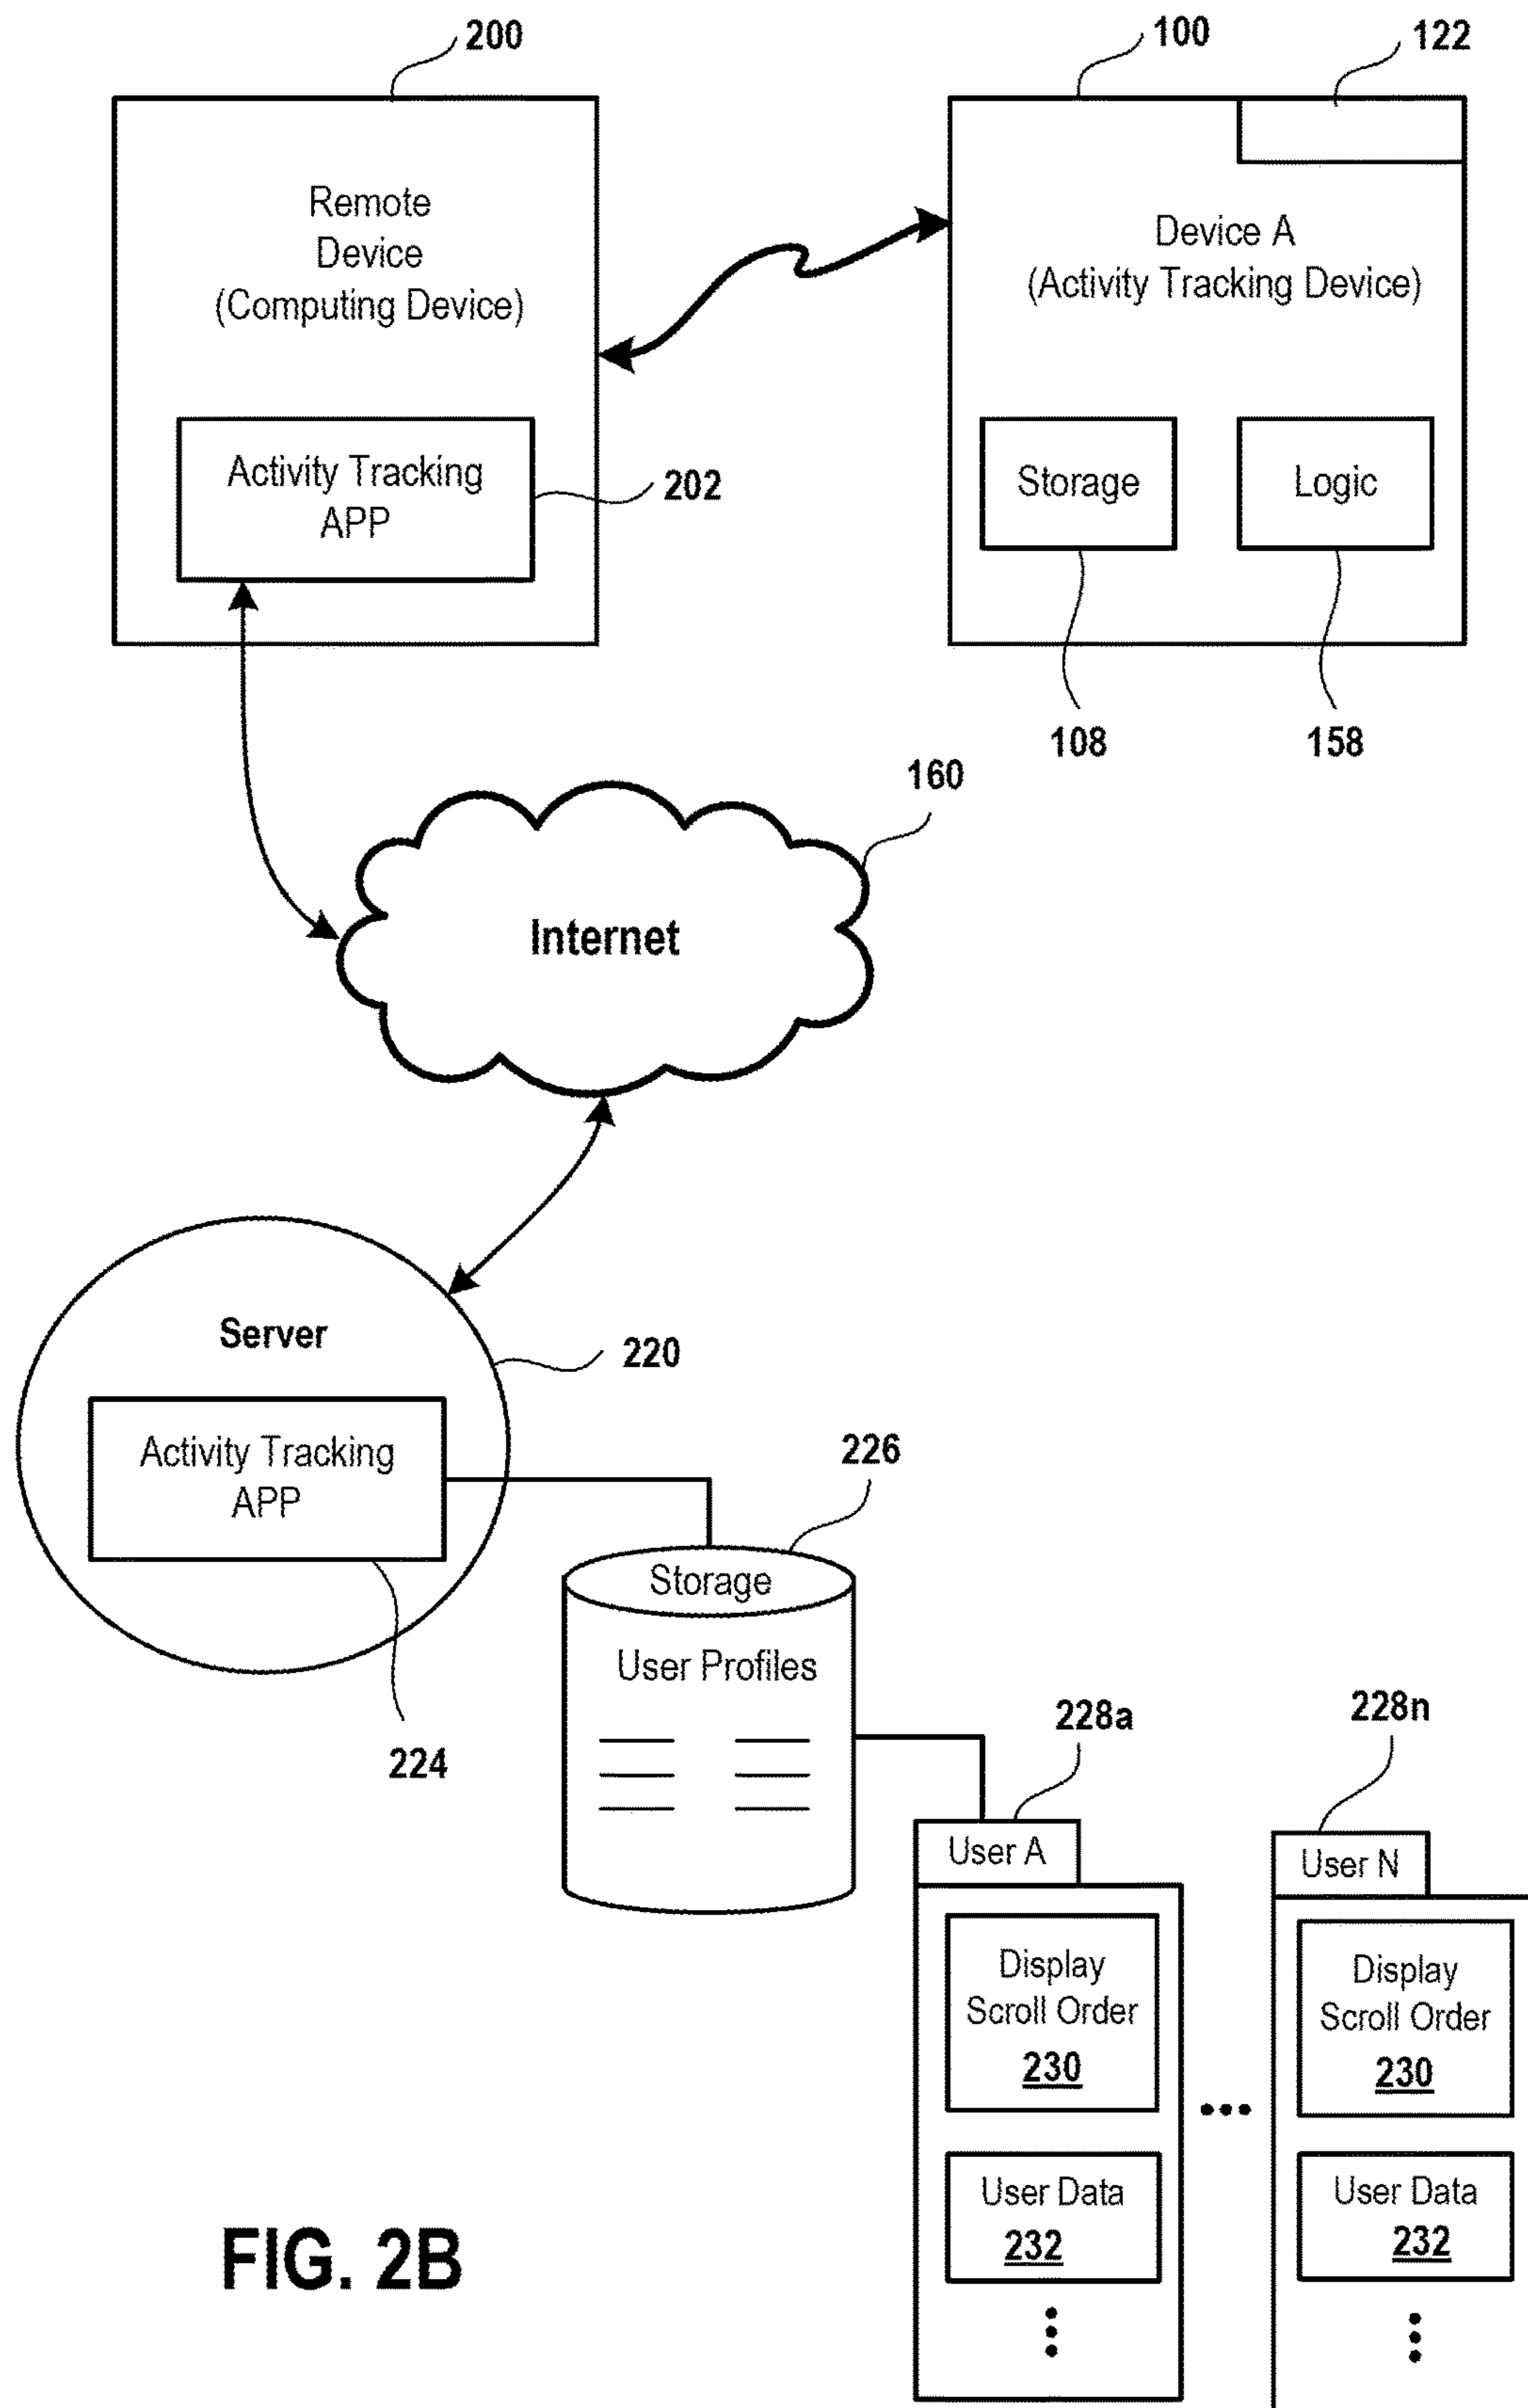 200
100
122
Remote
Device
(Computing Device)
Device A
(Activity Tracking Device)
Activity Tracking
APP
202
Storage
Logic
108
158
160
Internet
Server
220
Activity Tracking
APP
224
226
Storage
User Profiles
228a
228n
User A
User N
Display
Scroll Order
230
Display
Scroll Order
230
User Data
232
User Data
232
FIG. 2B